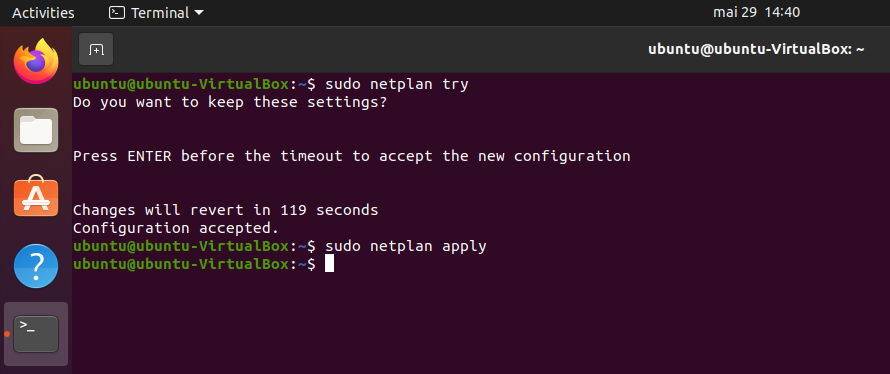 Activities
Terminal
mai 29 14:40
ubuntu@ubuntu-VirtualBox: ~
ubuntu@ubuntu-VirtualBox:~$ sudo netplan try
Do you want to keep these settings?
Press ENTER before the timeout to accept the new configuration
Changes will revert in 119 seconds
Configuration accepted.
ubuntu@ubuntu-VirtualBox:~$ sudo netplan apply
ubuntu@ubuntu-VirtualBox:~$